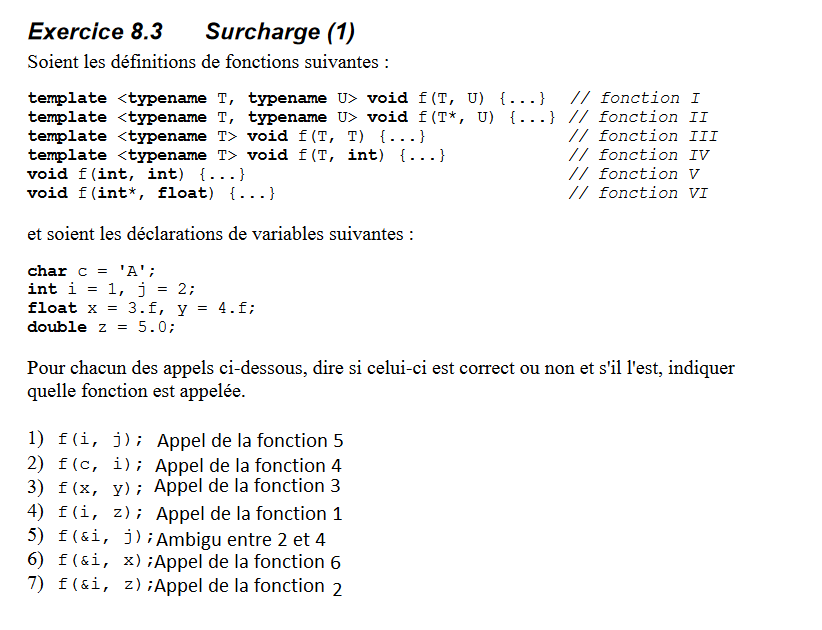 Exercice 8.3 Surcharge (1)
Soient les définitions de fonctions suivantes :
template <typename T, typename U> void f(T, U) {...} // fonction I
template <typename T, typename U> void f(T*, U) {...} // fonction II
template <typename T> void f(T, T) {...} // fonction III
template <typename T> void f(T, int) {...} // fonction IV
void f(int, int) {...} // fonction V
void f(int*, float) {...} // fonction VI
et soient les déclarations de variables suivantes :
char c = 'A';
int i = 1, j = 2;
float x = 3.f, y = 4.f;
double z = 5.0;
Pour chacun des appels ci-dessous, dire si celui-ci est correct ou non et s'il l'est, indiquer
quelle fonction est appelée.
1) f(i, j); Appel de la fonction 5
2) f(c, i); Appel de la fonction 4
3) f(x, y); Appel de la fonction 3
4) f(i, z); Appel de la fonction 1
5) f(&i, j); Ambigu entre 2 et 4
6) f(&i, x); Appel de la fonction 6
7) f(&i, z); Appel de la fonction 2